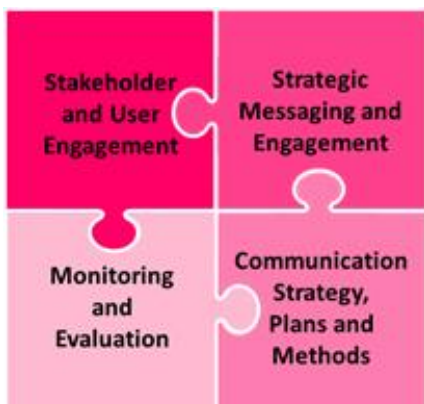 Stakeholder
and User
Engagement
Strategic
Messaging and
Engagement
Monitoring
and
Evaluation
Communication
Strategy,
Plans and
Methods